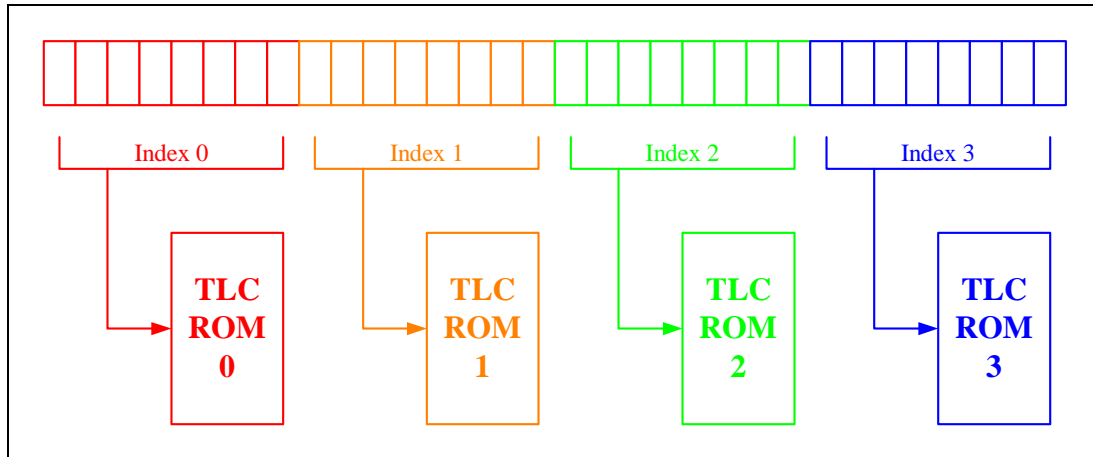 Index 0
Index 1
Index 2
Index 3
TLC
ROM
0
TLC
ROM
1
TLC
ROM
2
TLC
ROM
3